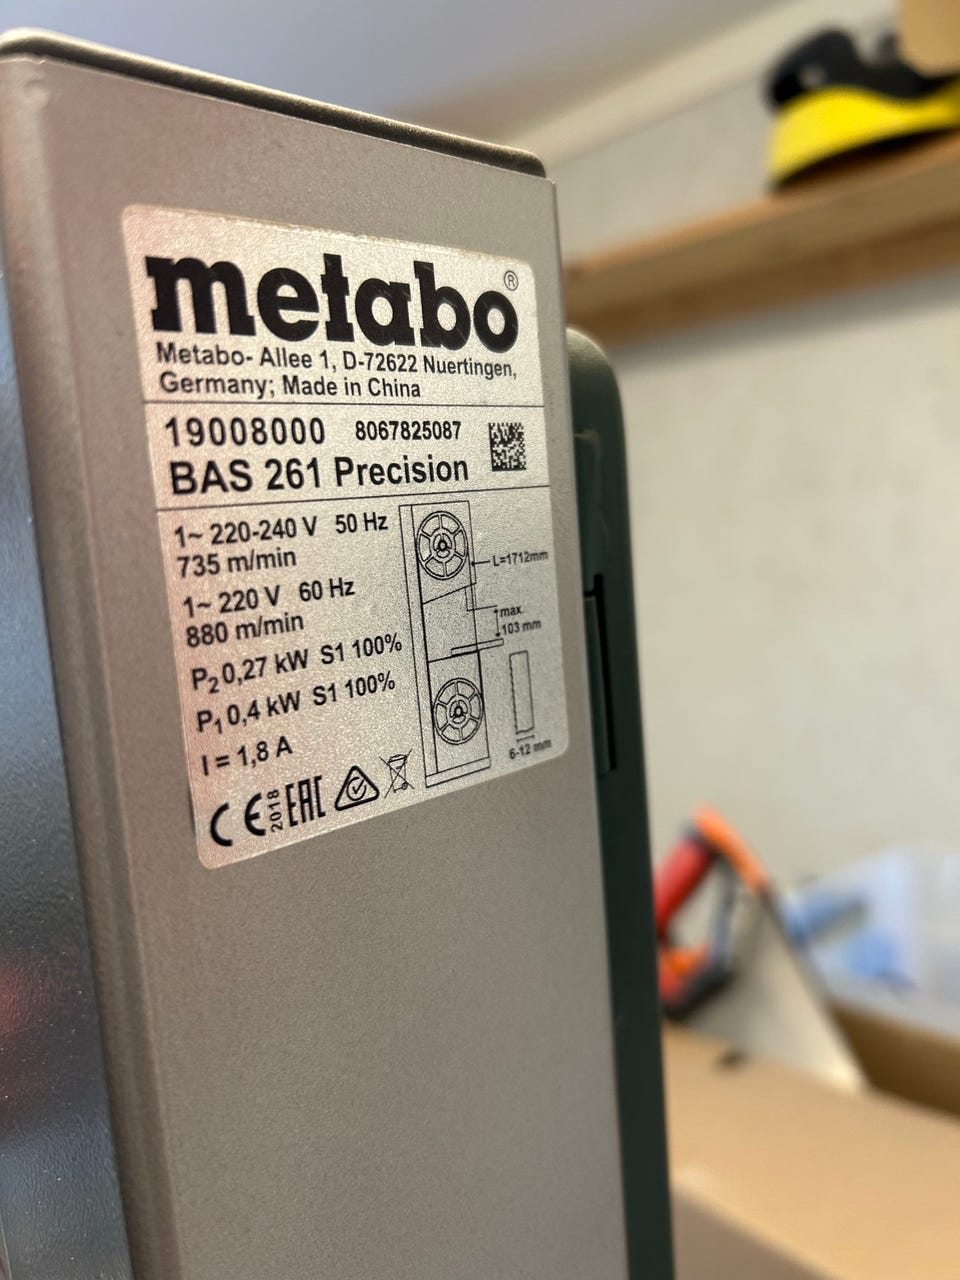 metabo®
Metabo- Allee 1, D-72622 Nuertingen,
Germany; Made in China
19008000 8067825087
BAS 261 Precision
1~ 220-240 V 50 Hz
735 m/min
1~ 220 V 60 Hz
880 m/min
P2 0,27 kW S1 100%
P1 0,4 kW S1 100%
I = 1,8 A
L=1712mm
max.
103 mm
6-12 mm
CE 2018 EAC